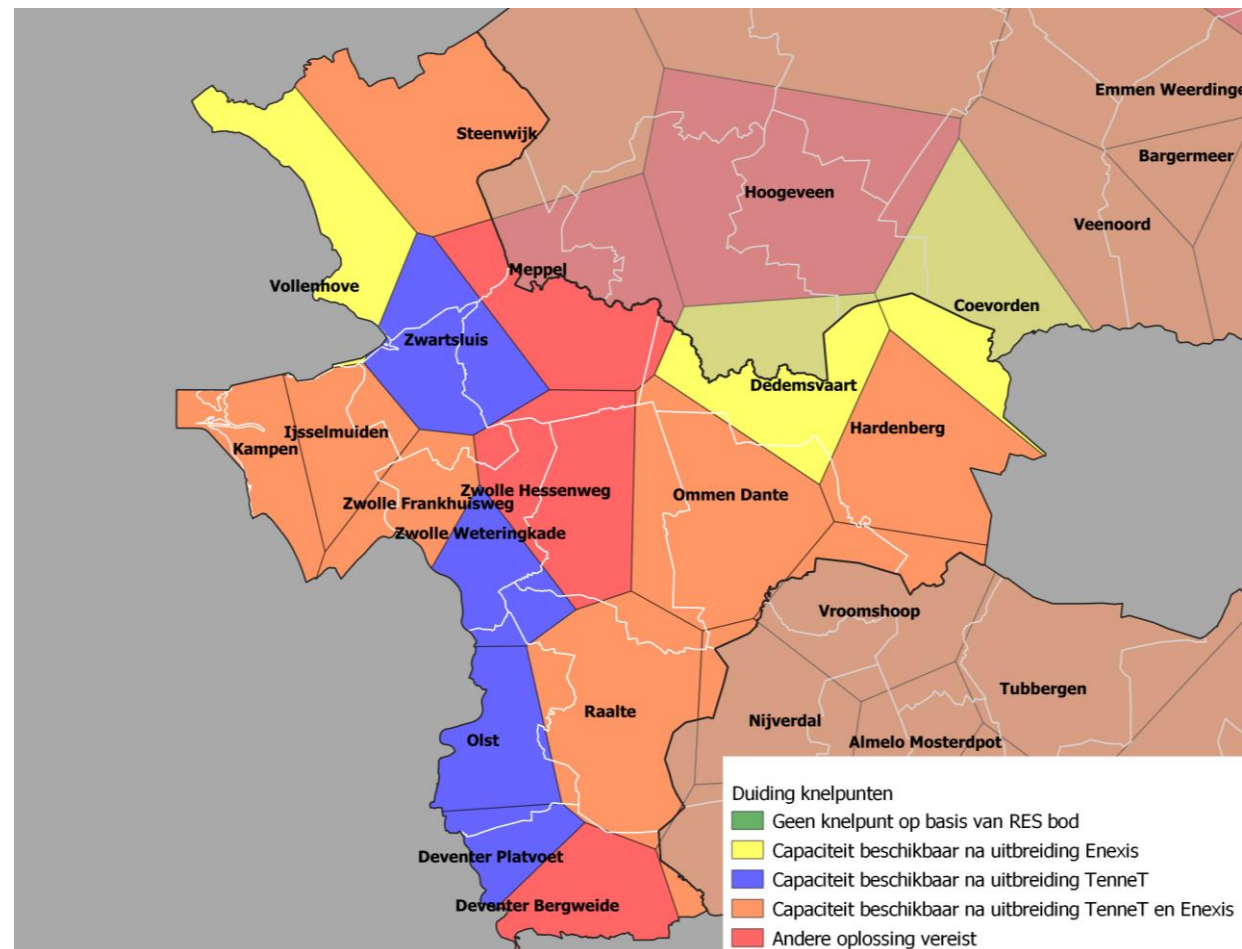 Emmen Weerdinge
Steenwijk
Bargermeer
Hoogeveen
Veenoord
Meppel
Vollenhove
Coevorden
Zwartsluis
Dedemsvaart
Hardenberg
Ijsselmuiden
Kampen
Zwolle Hessenweg
Ommen Dante
Zwolle Frankhuisweg
Zwolle Weteringkade
Vroomshoop
Tubbergen
Raalte
Nijverdal
Olst
Almelo Mosterdpot
Deventer Platvoet
Deventer Bergweide
Duiding knelpunten
Geen knelpunt op basis van RES bod
Capaciteit beschikbaar na uitbreiding Enexis
Capaciteit beschikbaar na uitbreiding TenneT
Capaciteit beschikbaar na uitbreiding TenneT en Enexis
Andere oplossing vereist